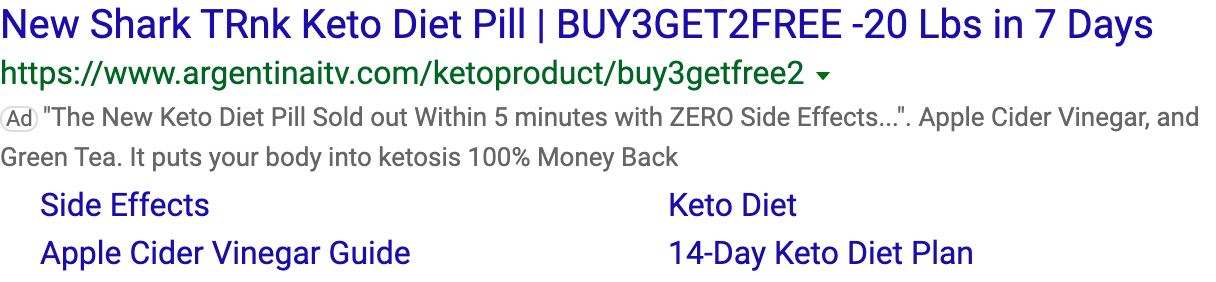 New Shark TRnk Keto Diet Pill | BUY3GET2FREE -20 Lbs in 7 Days
https://www.argentinaitv.com/ketoproduct/buy3getfree2
Ad "The New Keto Diet Pill Sold out Within 5 minutes with ZERO Side Effects...". Apple Cider Vinegar, and
Green Tea. It puts your body into ketosis 100% Money Back
Side Effects
Keto Diet
Apple Cider Vinegar Guide
14-Day Keto Diet Plan